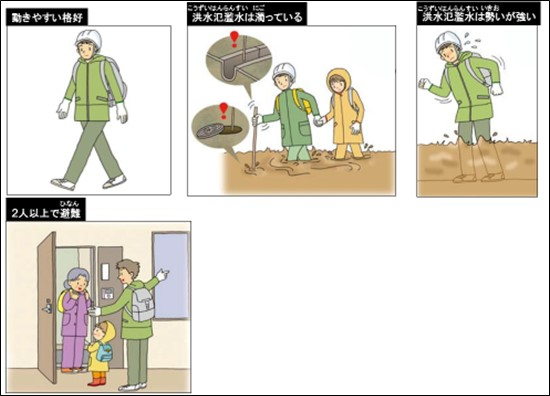 動きやすい格好
こうずいはんらんすい にご
洪水氾濫水は濁っている
こうずいはんらんすい いきお
洪水氾濫水は勢いが強い
ひなん
2人以上で避難